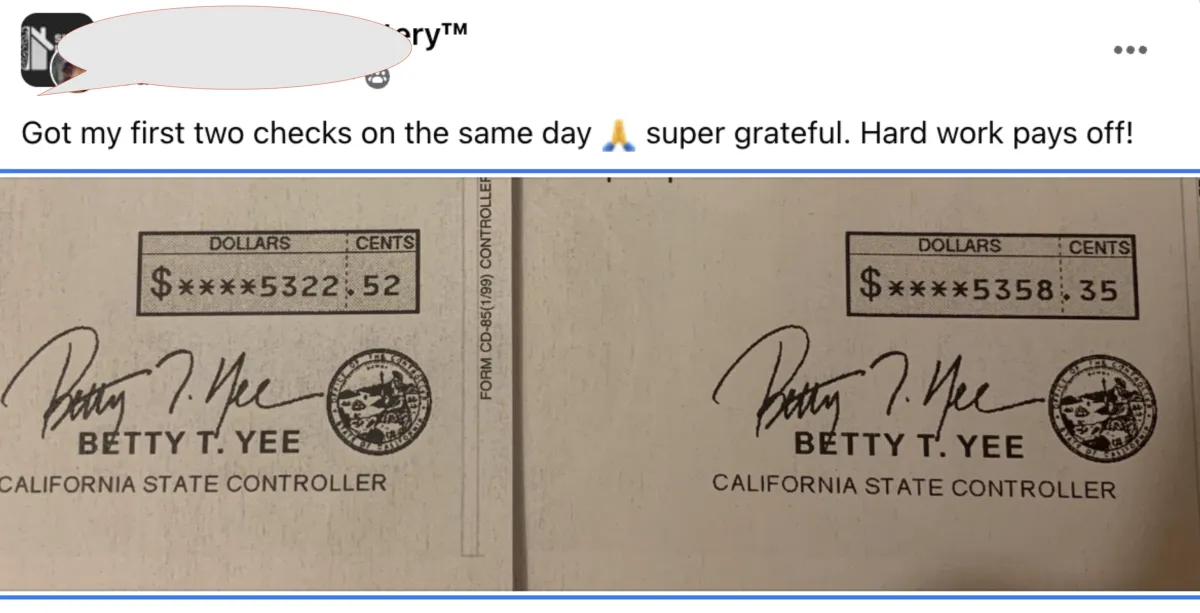 ery™
Got my first two checks on the same day 🙏 super grateful. Hard work pays off!
DOLLARS CENTS
$****5322.52
FORM CD-85(1/99) CONTROLLER
Betty T. Yee
BETTY T. YEE
CALIFORNIA STATE CONTROLLER
DOLLARS CENTS
$****5358.35
Betty T. Yee
BETTY T. YEE
CALIFORNIA STATE CONTROLLER